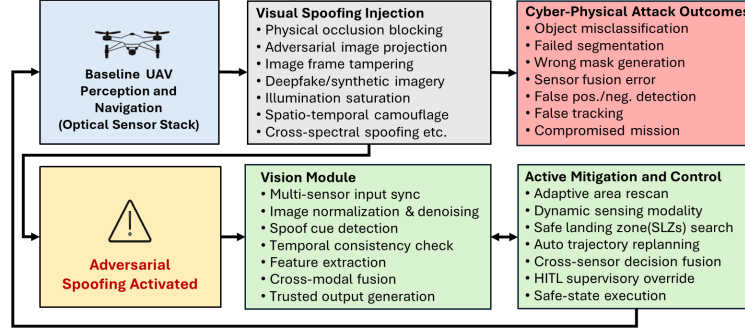 Baseline UAV
Perception and
Navigation
(Optical Sensor Stack)
Visual Spoofing Injection
• Physical occlusion blocking
• Adversarial image projection
• Image frame tampering
• Deepfake/synthetic imagery
• Illumination saturation
• Spatio-temporal camouflage
• Cross-spectral spoofing etc.
Cyber-Physical Attack Outcomes
• Object misclassification
• Failed segmentation
• Wrong mask generation
• Sensor fusion error
• False pos./neg. detection
• False tracking
• Compromised mission
Adversarial
Spoofing Activated
Vision Module
• Multi-sensor input sync
• Image normalization & denoising
• Spoof cue detection
• Temporal consistency check
• Feature extraction
• Cross-modal fusion
• Trusted output generation
Active Mitigation and Control
• Adaptive area rescan
• Dynamic sensing modality
• Safe landing zone(SLZs) search
• Auto trajectory replanning
• Cross-sensor decision fusion
• HITL supervisory override
• Safe-state execution